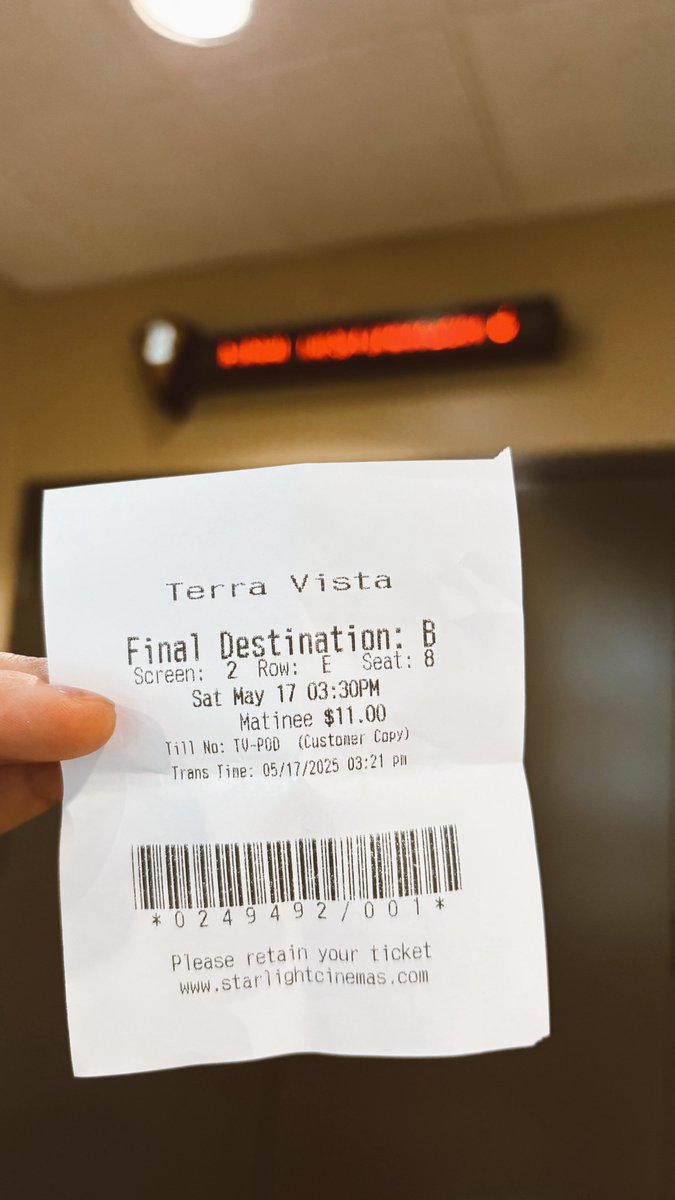 Terra Vista
Final Destination: B
Screen: 2 Row: E Seat: 8
Sat May 17 03:30PM
Matinee $11.00
Till No: TV-POD (Customer Copy)
Trans Time: 05/17/2025 03:21 pm
*0249492/001*
Please retain your ticket
www.starlightcinemas.com